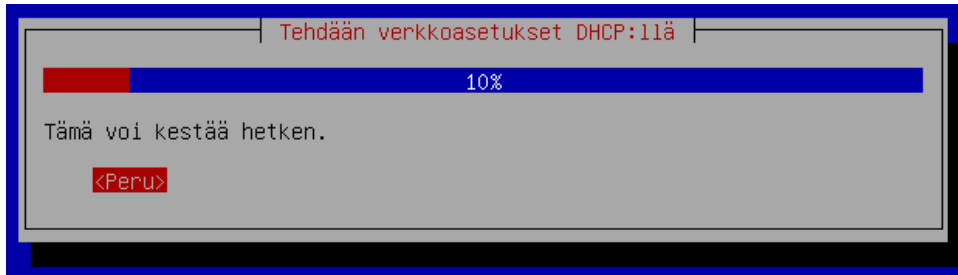 Tehdään verkkoasetukset DHCP:llä
10%
Tämä voi kestää hetken.
<Peru>